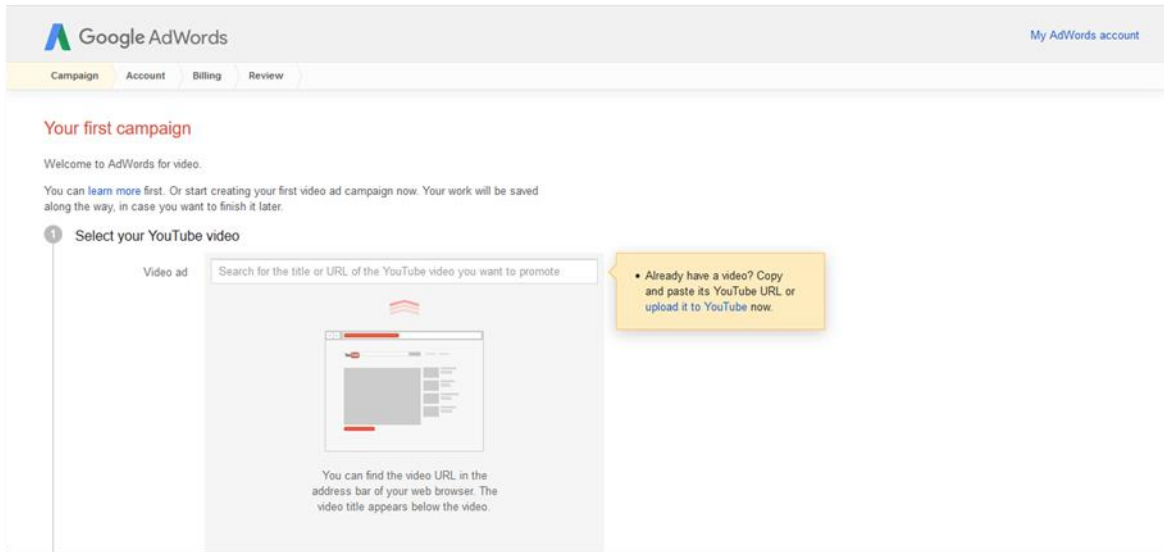 Google AdWords
My AdWords account
Campaign
Account
Billing
Review
Your first campaign
Welcome to AdWords for video.
You can learn more first. Or start creating your first video ad campaign now. Your work will be saved
along the way, in case you want to finish it later.
1 Select your YouTube video
Video ad
Search for the title or URL of the YouTube video you want to promote
• Already have a video? Copy
and paste its YouTube URL or
upload it to YouTube now.
YouTube
You can find the video URL in the
address bar of your web browser. The
video title appears below the video.